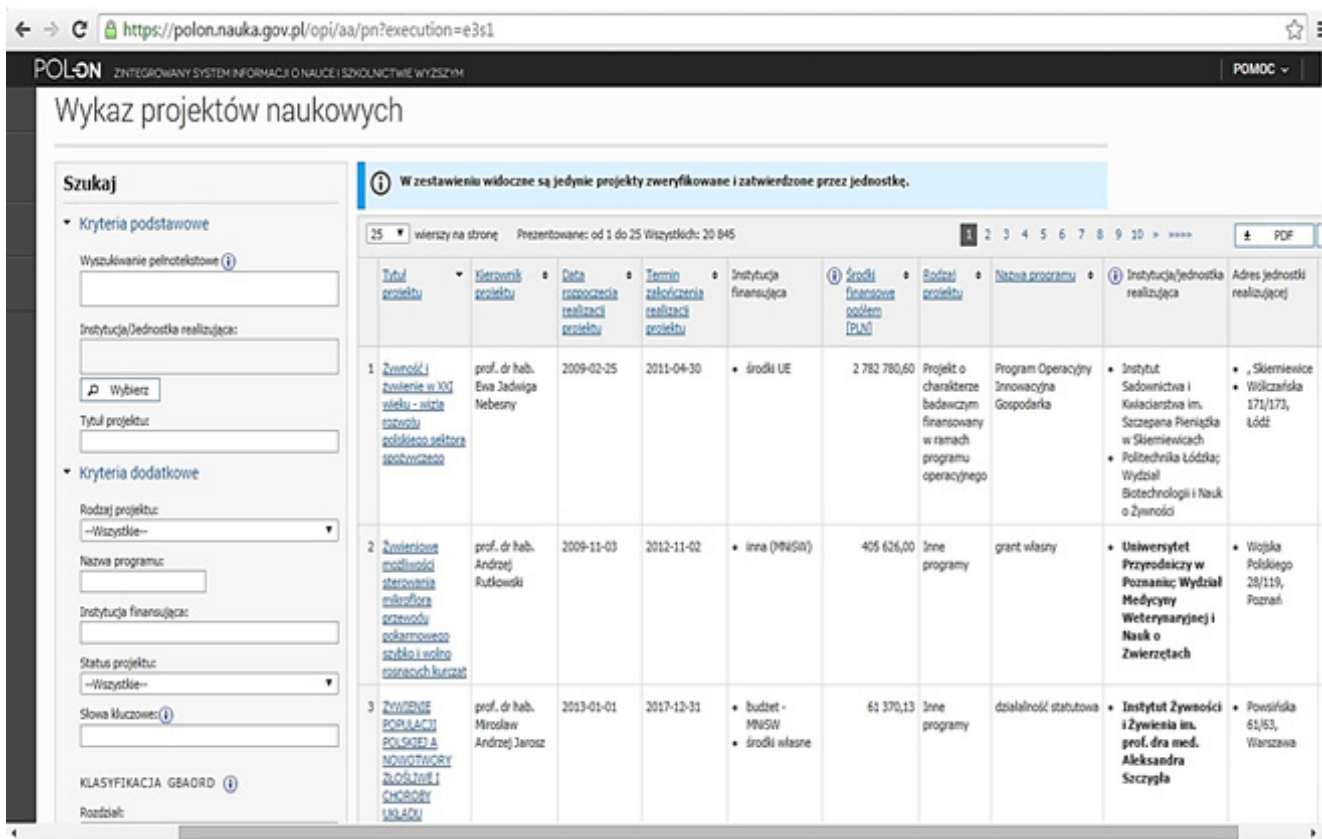 https://polon.nauka.gov.pl/opi/aa/pn?execution=e3s1
POL-ON ZINTEGROWANY SYSTEM INFORMACJI O NAUCE I SZKOLNICTWIE WYŻSZYM
POMOC
Wykaz projektów naukowych
Szukaj
Kryteria podstawowe
Wyszukiwanie pełnotekstowe
Instytucja/Jednostka realizująca:
Wybierz
Tytuł projektu:
Kryteria dodatkowe
Rodzaj projektu:
--Wszystkie--
Nazwa programu:
Instytucja finansująca:
Status projektu:
--Wszystkie--
Słowa kluczowe:
KLASYFIKACJA GBAORD
Rozdział:
W zestawieniu widoczne są jedynie projekty zweryfikowane i zatwierdzone przez jednostkę.
25 wierszy na stronę Prezentowane: od 1 do 25 Wszystkich: 20 845
1 2 3 4 5 6 7 8 9 10 » »»»»
PDF
Tytuł
projektu
Kierownik
projektu
Data
rozpoczęcia
realizacji
projektu
Termin
zakończenia
realizacji
projektu
Instytucja
finansująca
Środki
finansowe
ogółem
[PLN]
Rodzaj
projektu
Nazwa programu
Instytucja/jednostka
realizująca
Adres jednostki
realizującej
1
Żywność i
żywienie w XXI
wieku - wizja
rozwoju
polskiego sektora
spożywczego
prof. dr hab.
Ewa Jadwiga
Nebesny
2009-02-25
2011-04-30
• środki UE
2 782 780,60
Projekt o
charakterze
badawczym
finansowany
w ramach
programu
operacyjnego
Program Operacyjny
Innowacyjna
Gospodarka
• Instytut
Sadownictwa i
Kwiaciarstwa im.
Szczepana Pieniążka
w Skierniewicach
• Politechnika Łódzka;
Wydział
Biotechnologii i Nauk
o Żywności
• , Skierniewice
• Wólczańska
171/173,
Łódź
2
Żywieniowe
możliwości
sterowania
mikroflora
przewodu
pokarmowego
szybko i wolno
rosnacych kurcząt
prof. dr hab.
Andrzej
Rutkowski
2009-11-03
2012-11-02
• inna (MNiSW)
405 626,00
Inne
programy
grant własny
• Uniwersytet
Przyrodniczy w
Poznaniu; Wydział
Medycyny
Weterynaryjnej i
Nauk o
Zwierzętach
• Wojska
Polskiego
28/119,
Poznań
3
ŻYWIENIE
POPULACJI
POLSKIEJ A
NOWOTWORY
ZŁOŚLIWE I
CHOROBY
UKŁADU
prof. dr hab.
Mirosław
Andrzej Jarosz
2013-01-01
2017-12-31
• budżet -
MNiSW
• środki własne
61 370,13
Inne
programy
działalność statutowa
• Instytut Żywności
i Żywienia im.
prof. dra med.
Aleksandra
Szczygła
• Powsińska
61/63,
Warszawa